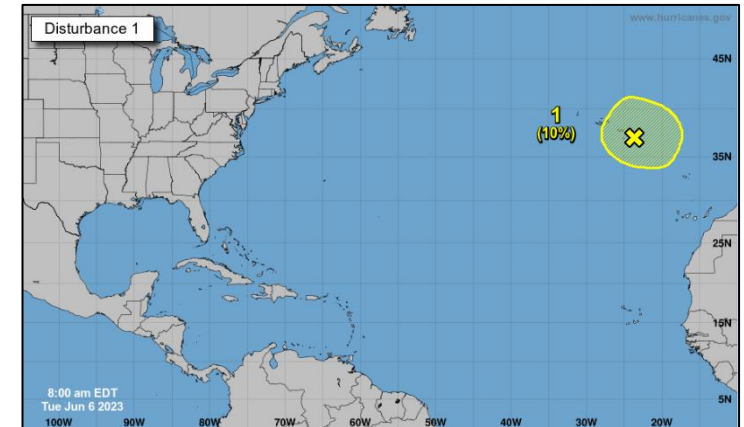 Disturbance 1
www.hurricanes.gov
45N
1
(10%)
35N
25N
15N
8:00 am EDT
Tue Jun 6 2023
5N
100W 90W 80W 70W 60W 50W 40W 30W 20W